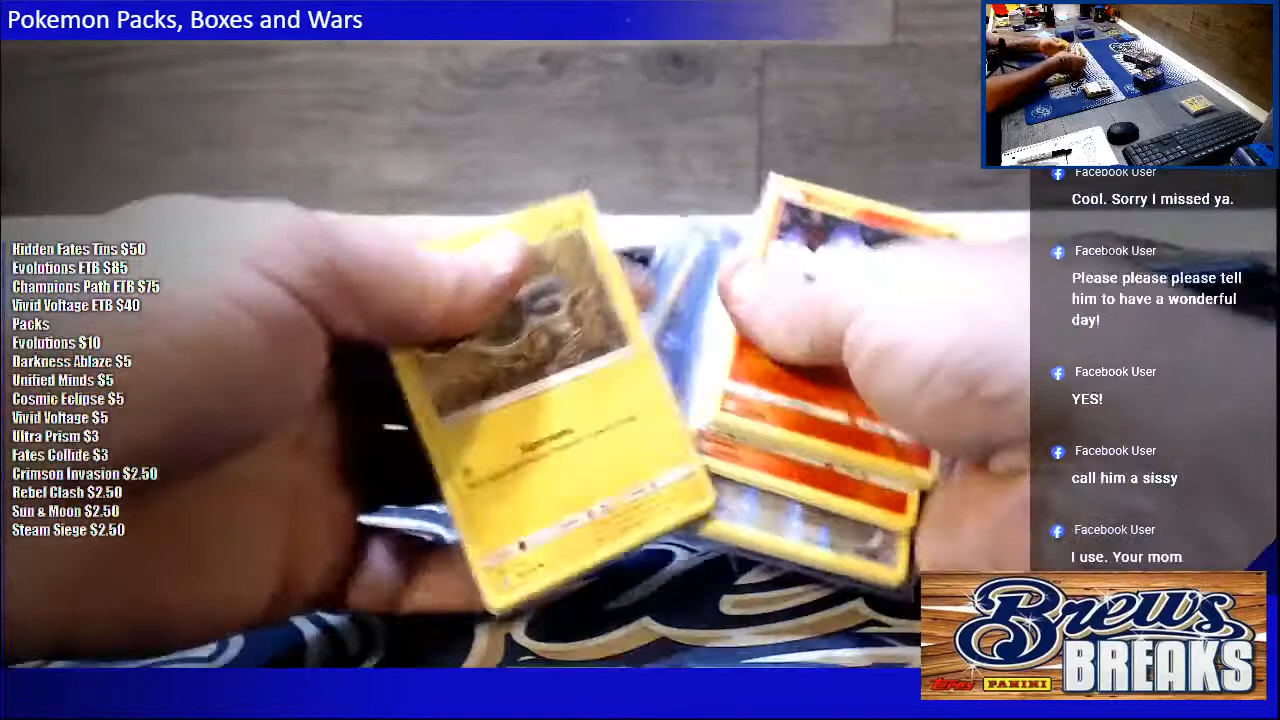 Pokemon Packs, Boxes and Wars
Hidden Fates Tins $50
Evolutions ETB $85
Champions Path ETB $75
Vivid Voltage ETB $40
Packs
Evolutions $10
Darkness Ablaze $5
Unified Minds $5
Cosmic Eclipse $5
Vivid Voltage $5
Ultra Prism $3
Fates Collide $3
Crimson Invasion $2.50
Rebel Clash $2.50
Sun & Moon $2.50
Steam Siege $2.50
Facebook User
Cool. Sorry I missed ya.
Facebook User
Please please please tell
him to have a wonderful
day!
Facebook User
YES!
Facebook User
call him a sissy
Facebook User
I use. Your mom
Brews
BREAKS
Topps
PANINI